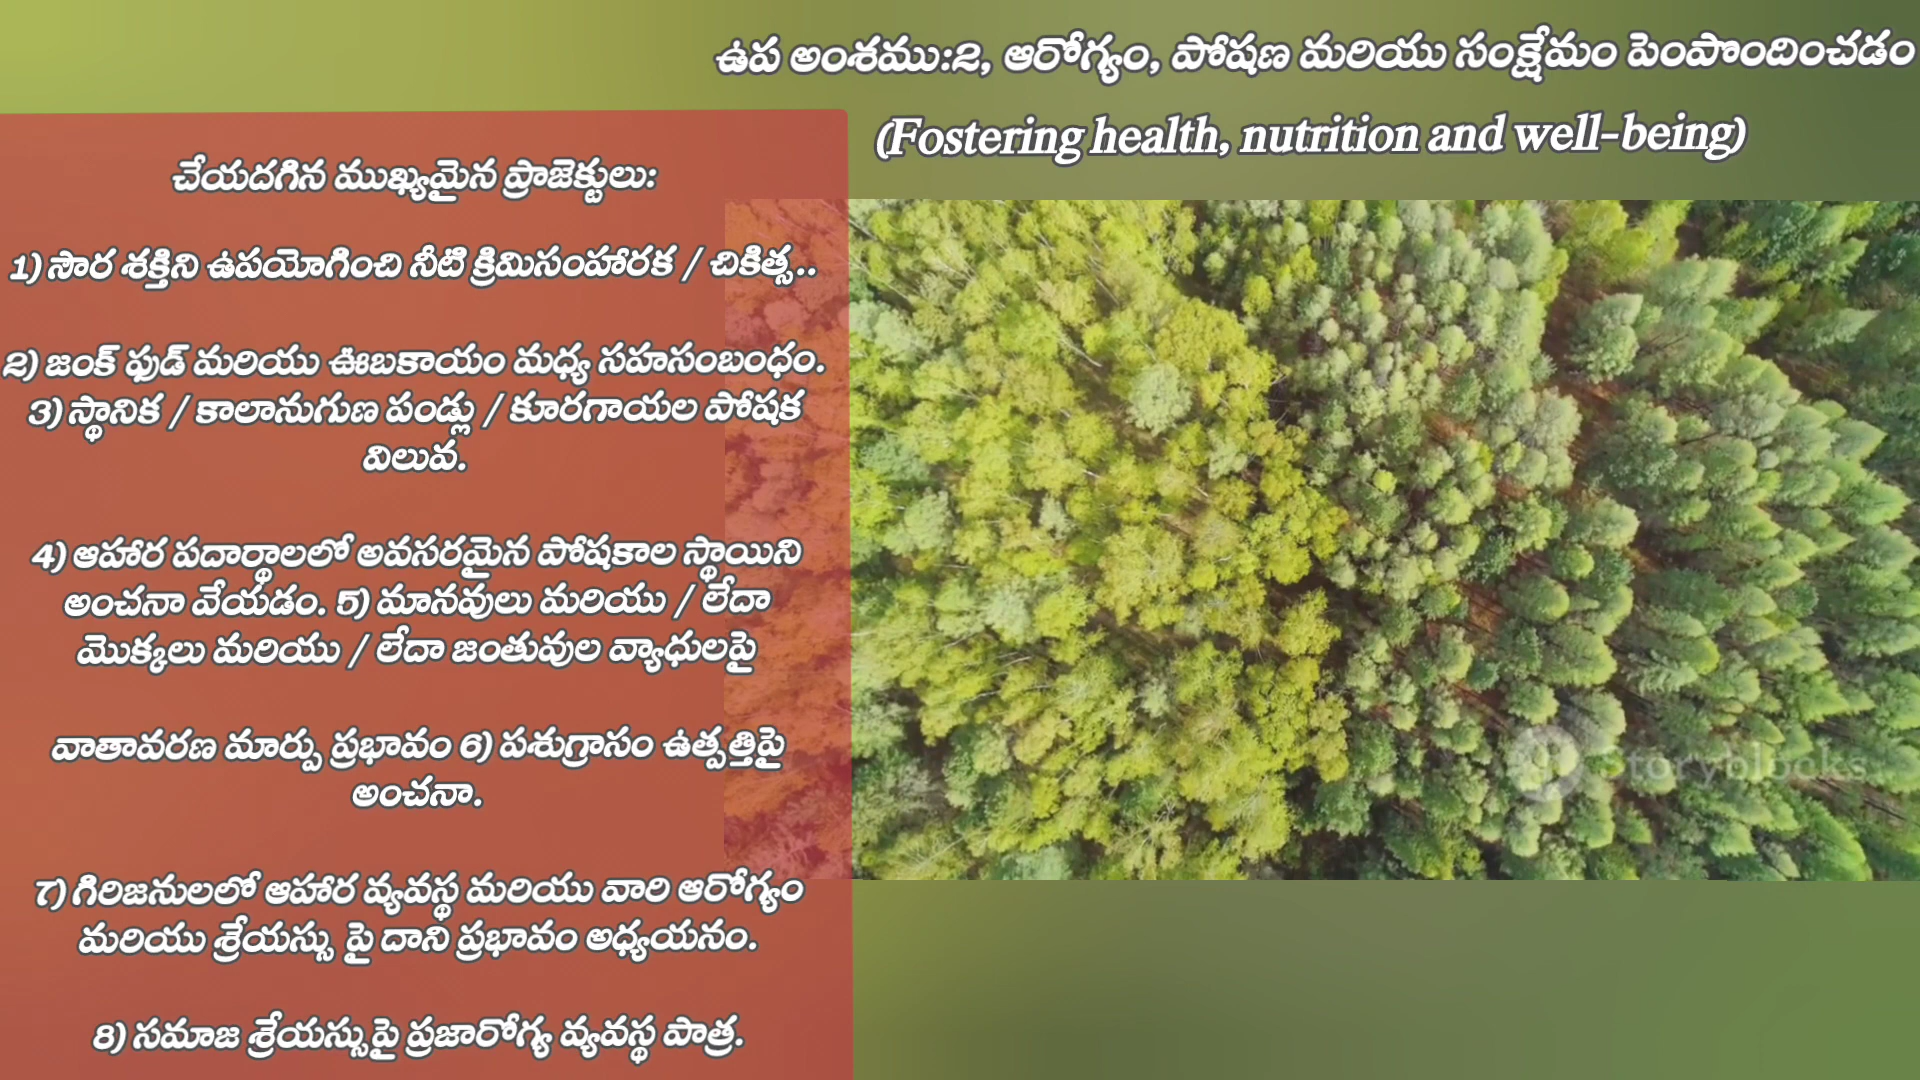 ఉప అంశము:2, ఆరోగ్యం, పోషణ మరియు సంక్షేమం పెంపొందించడం
(Fostering health, nutrition and well-being)
చేయదగిన ముఖ్యమైన ప్రాజెక్టులు:
1) సౌర శక్తిని ఉపయోగించి నీటి క్రిమిసంహారక / చికిత్స..
2) జంక్ ఫుడ్ మరియు ఊబకాయం మధ్య సహసంబంధం.
3) స్థానిక / కాలానుగుణ పండ్లు / కూరగాయల పోషక
విలువ.
4) ఆహార పదార్థాలలో అవసరమైన పోషకాల స్థాయిని
అంచనా వేయడం. 5) మానవులు మరియు / లేదా
మొక్కలు మరియు / లేదా జంతువుల వ్యాధులపై
వాతావరణ మార్పు ప్రభావం 6) పశుగ్రాసం ఉత్పత్తిపై
అంచనా.
7) గిరిజనులలో ఆహార వ్యవస్థ మరియు వారి ఆరోగ్యం
మరియు శ్రేయస్సు పై దాని ప్రభావం అధ్యయనం.
8) సమాజ శ్రేయస్సుపై ప్రజారోగ్య వ్యవస్థ పాత్ర.
Storyblocks